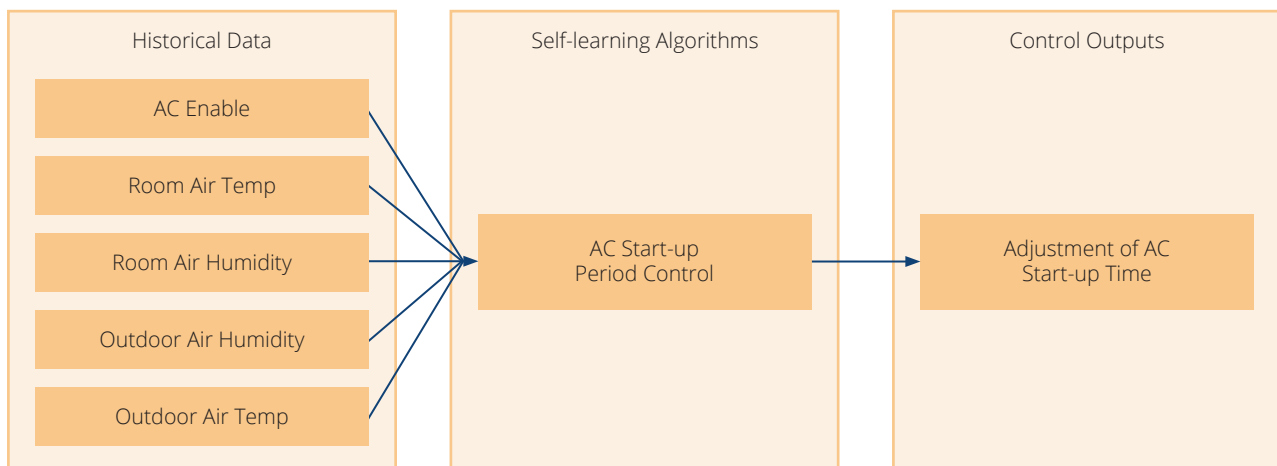 Historical Data
AC Enable
Room Air Temp
Room Air Humidity
Outdoor Air Humidity
Outdoor Air Temp
Self-learning Algorithms
AC Start-up
Period Control
Control Outputs
Adjustment of AC
Start-up Time